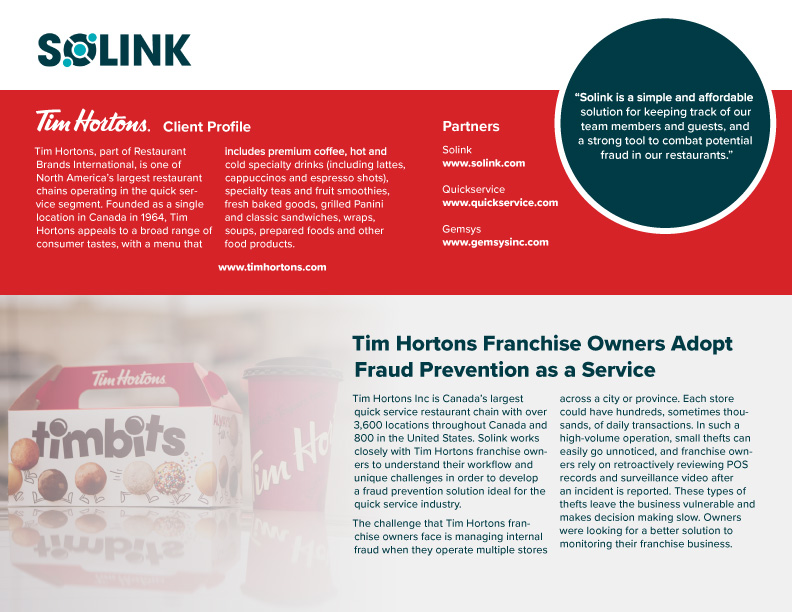 SOLINK
Tim Hortons. Client Profile
Tim Hortons, part of Restaurant
Brands International, is one of
North America's largest restaurant
chains operating in the quick ser-
vice segment. Founded as a single
location in Canada in 1964, Tim
Hortons appeals to a broad range of
consumer tastes, with a menu that
includes premium coffee, hot and
cold specialty drinks (including lattes,
cappuccinos and espresso shots),
specialty teas and fruit smoothies,
fresh baked goods, grilled Panini
and classic sandwiches, wraps,
soups, prepared foods and other
food products.
www.timhortons.com
Partners
Solink
www.solink.com
Quickservice
www.quickservice.com
Gemsys
www.gemsysinc.com
“Solink is a simple and affordable
solution for keeping track of our
team members and guests, and
a strong tool to combat potential
fraud in our restaurants.”
Tim Hortons Franchise Owners Adopt
Fraud Prevention as a Service
Tim Hortons Inc is Canada's largest
quick service restaurant chain with over
3,600 locations throughout Canada and
800 in the United States. Solink works
closely with Tim Hortons franchise own-
ers to understand their workflow and
unique challenges in order to develop
a fraud prevention solution ideal for the
quick service industry.
The challenge that Tim Hortons fran-
chise owners face is managing internal
fraud when they operate multiple stores
across a city or province. Each store
could have hundreds, sometimes thou-
sands, of daily transactions. In such a
high-volume operation, small thefts can
easily go unnoticed, and franchise own-
ers rely on retroactively reviewing POS
records and surveillance video after
an incident is reported. These types of
thefts leave the business vulnerable and
makes decision making slow. Owners
were looking for a better solution to
monitoring their franchise business.
Tim Hortons
timbits
Tim Ho